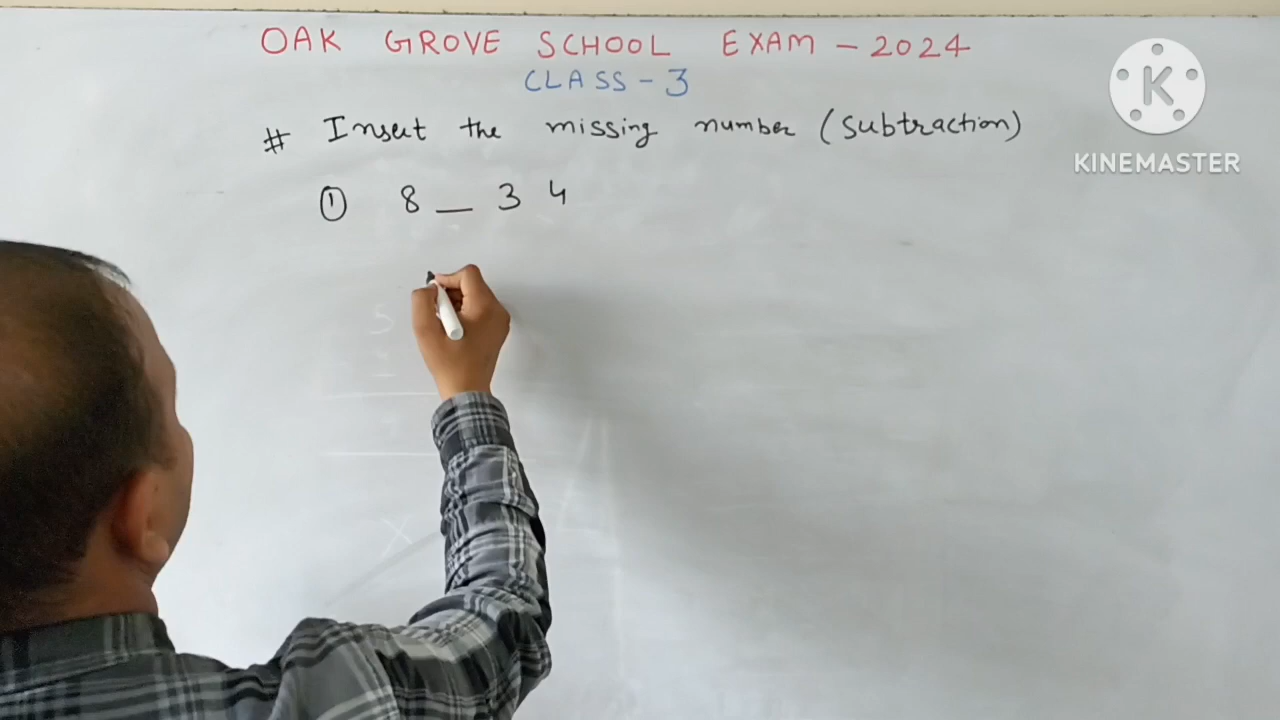 OAK GROVE SCHOOL EXAM - 2024
CLASS - 3
# Insert the missing number (subtraction)
① 8 _ 3 4
K
KINEMASTER